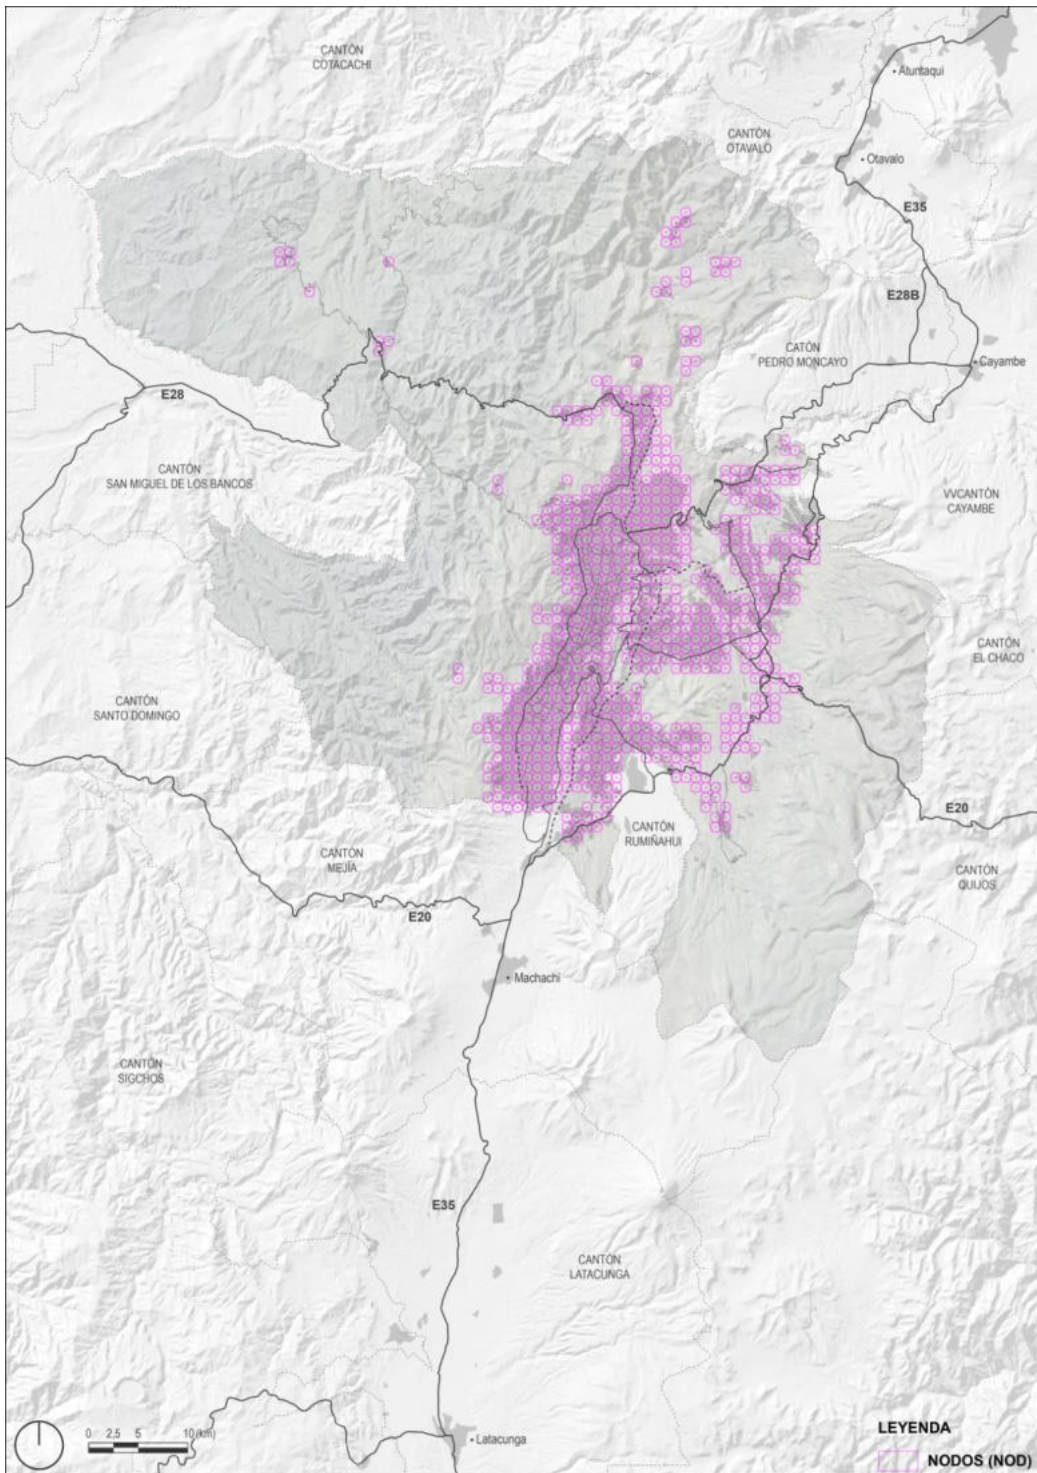 CANTÓN
COTACACHI
Atuntaqui
CANTÓN
OTAVALO
Otavalo
E35
E28B
CATÓN
PEDRO MONCAYO
Cayambe
E28
CANTÓN
SAN MIGUEL DE LOS BANCOS
VVCANTÓN
CAYAMBE
CANTÓN
EL CHACO
CANTÓN
SANTO DOMINGO
E20
CANTÓN
RUMIÑAHUI
CANTÓN
MEJÍA
CANTÓN
QUIJOS
E20
Machachi
CANTÓN
SIGCHOS
E35
CANTÓN
LATACUNGA
0 2,5 5 10 (km)
Latacunga
LEYENDA
NODOS (NOD)